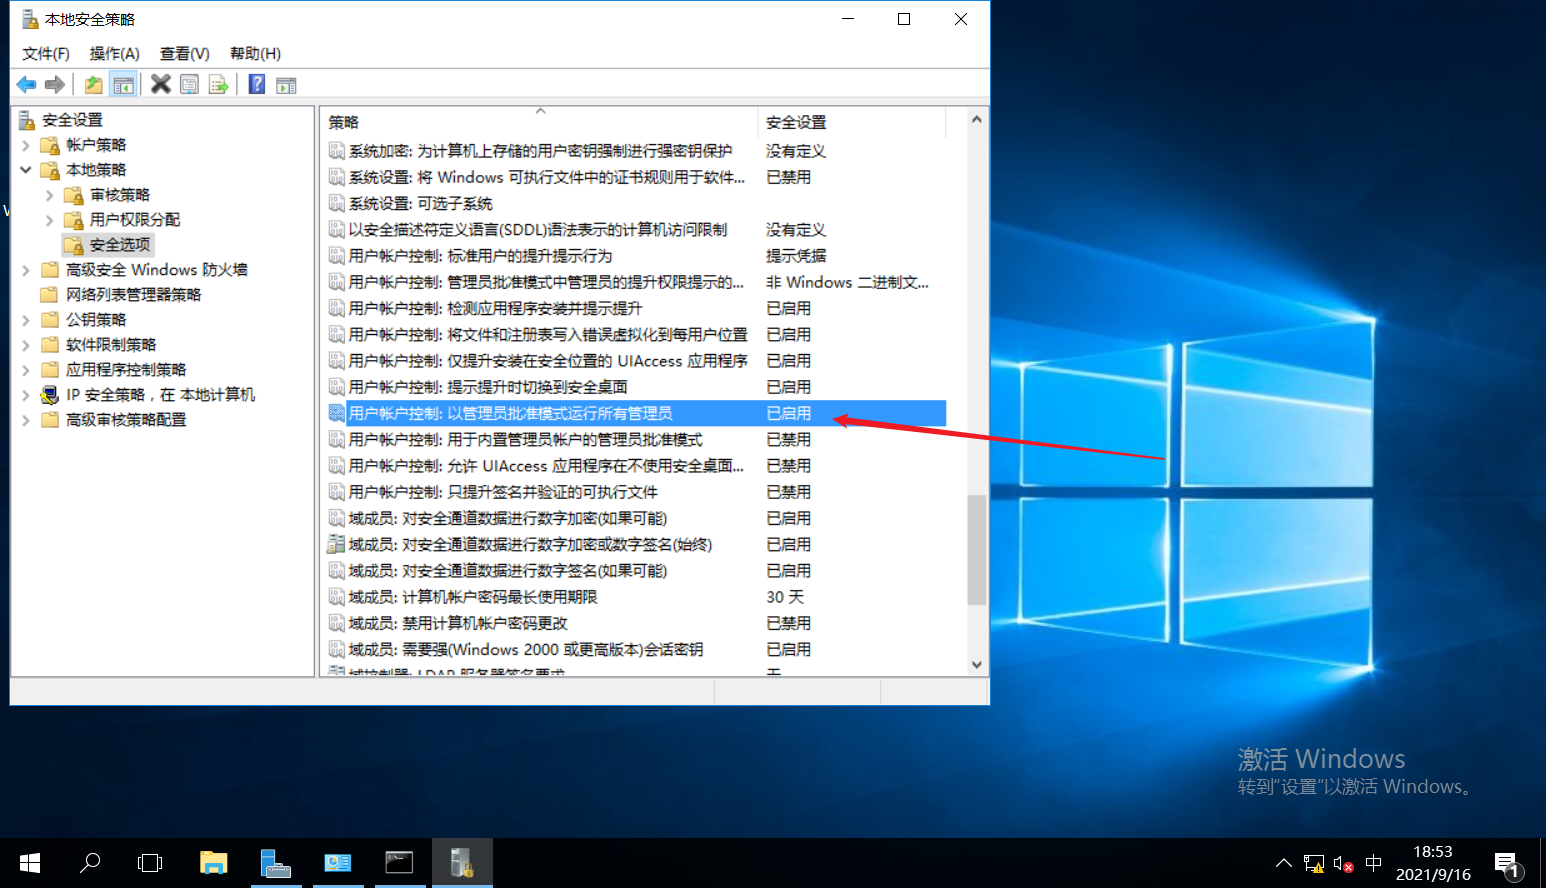 本地安全策略
文件(F) 操作(A) 查看(V) 帮助(H)
安全设置
帐户策略
本地策略
审核策略
用户权限分配
安全选项
高级安全 Windows 防火墙
网络列表管理器策略
公钥策略
软件限制策略
应用程序控制策略
IP 安全策略，在 本地计算机
高级审核策略配置
策略 安全设置
系统加密: 为计算机上存储的用户密钥强制进行强密钥保护 没有定义
系统设置: 将 Windows 可执行文件中的证书规则用于软件... 已禁用
系统设置: 可选子系统
以安全描述符定义语言(SDDL)语法表示的计算机访问限制 没有定义
用户帐户控制: 标准用户的提升提示行为 提示凭据
用户帐户控制: 管理员批准模式中管理员的提升权限提示的... 非 Windows 二进制文...
用户帐户控制: 检测应用程序安装并提示提升 已启用
用户帐户控制: 将文件和注册表写入错误虚拟化到每用户位置 已启用
用户帐户控制: 仅提升安装在安全位置的 UIAccess 应用程序 已启用
用户帐户控制: 提示提升时切换到安全桌面 已启用
用户帐户控制: 以管理员批准模式运行所有管理员 已启用
用户帐户控制: 用于内置管理员帐户的管理员批准模式 已禁用
用户帐户控制: 允许 UIAccess 应用程序在不使用安全桌面... 已禁用
用户帐户控制: 只提升签名并验证的可执行文件 已禁用
域成员: 对安全通道数据进行数字加密(如果可能) 已启用
域成员: 对安全通道数据进行数字加密或数字签名(始终) 已启用
域成员: 对安全通道数据进行数字签名(如果可能) 已启用
域成员: 计算机帐户密码最长使用期限 30 天
域成员: 禁用计算机帐户密码更改 已禁用
域成员: 需要强(Windows 2000 或更高版本)会话密钥 已启用
域控制器: LDAP 服务器签名要求 无
激活 Windows
转到"设置"以激活 Windows。
中
18:53
2021/9/16
1